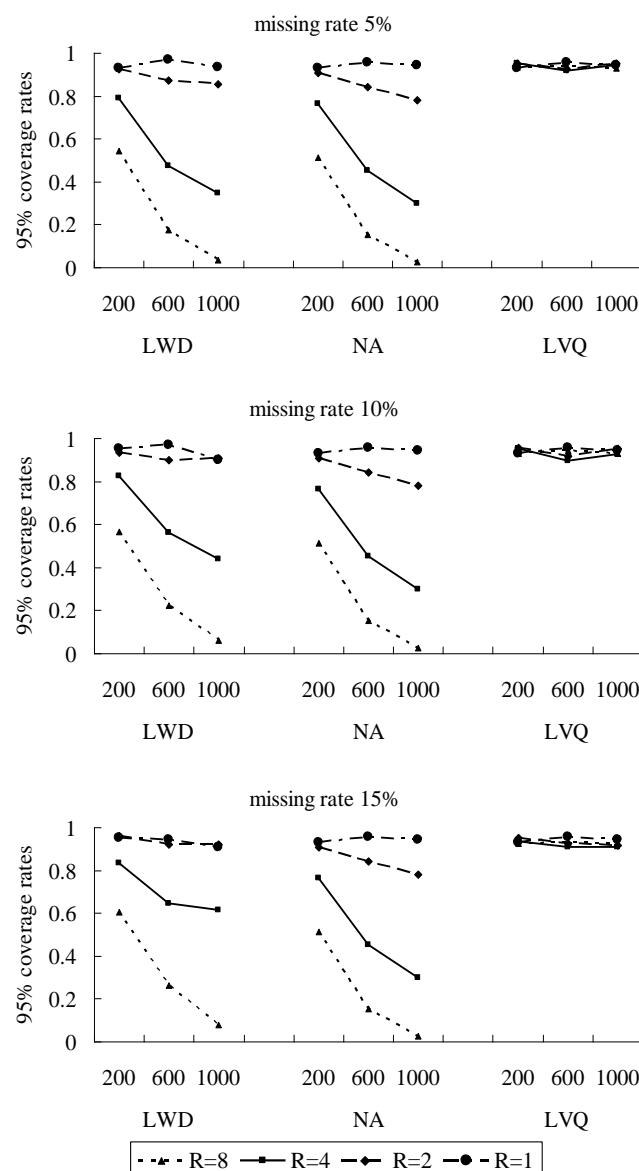 missing rate 5%
95% coverage rates
1
0.8
0.6
0.4
0.2
0
200 600 1000 200 600 1000 200 600 1000
LWD NA LVQ
missing rate 10%
95% coverage rates
1
0.8
0.6
0.4
0.2
0
200 600 1000 200 600 1000 200 600 1000
LWD NA LVQ
missing rate 15%
95% coverage rates
1
0.8
0.6
0.4
0.2
0
200 600 1000 200 600 1000 200 600 1000
LWD NA LVQ
R=8 R=4 R=2 R=1